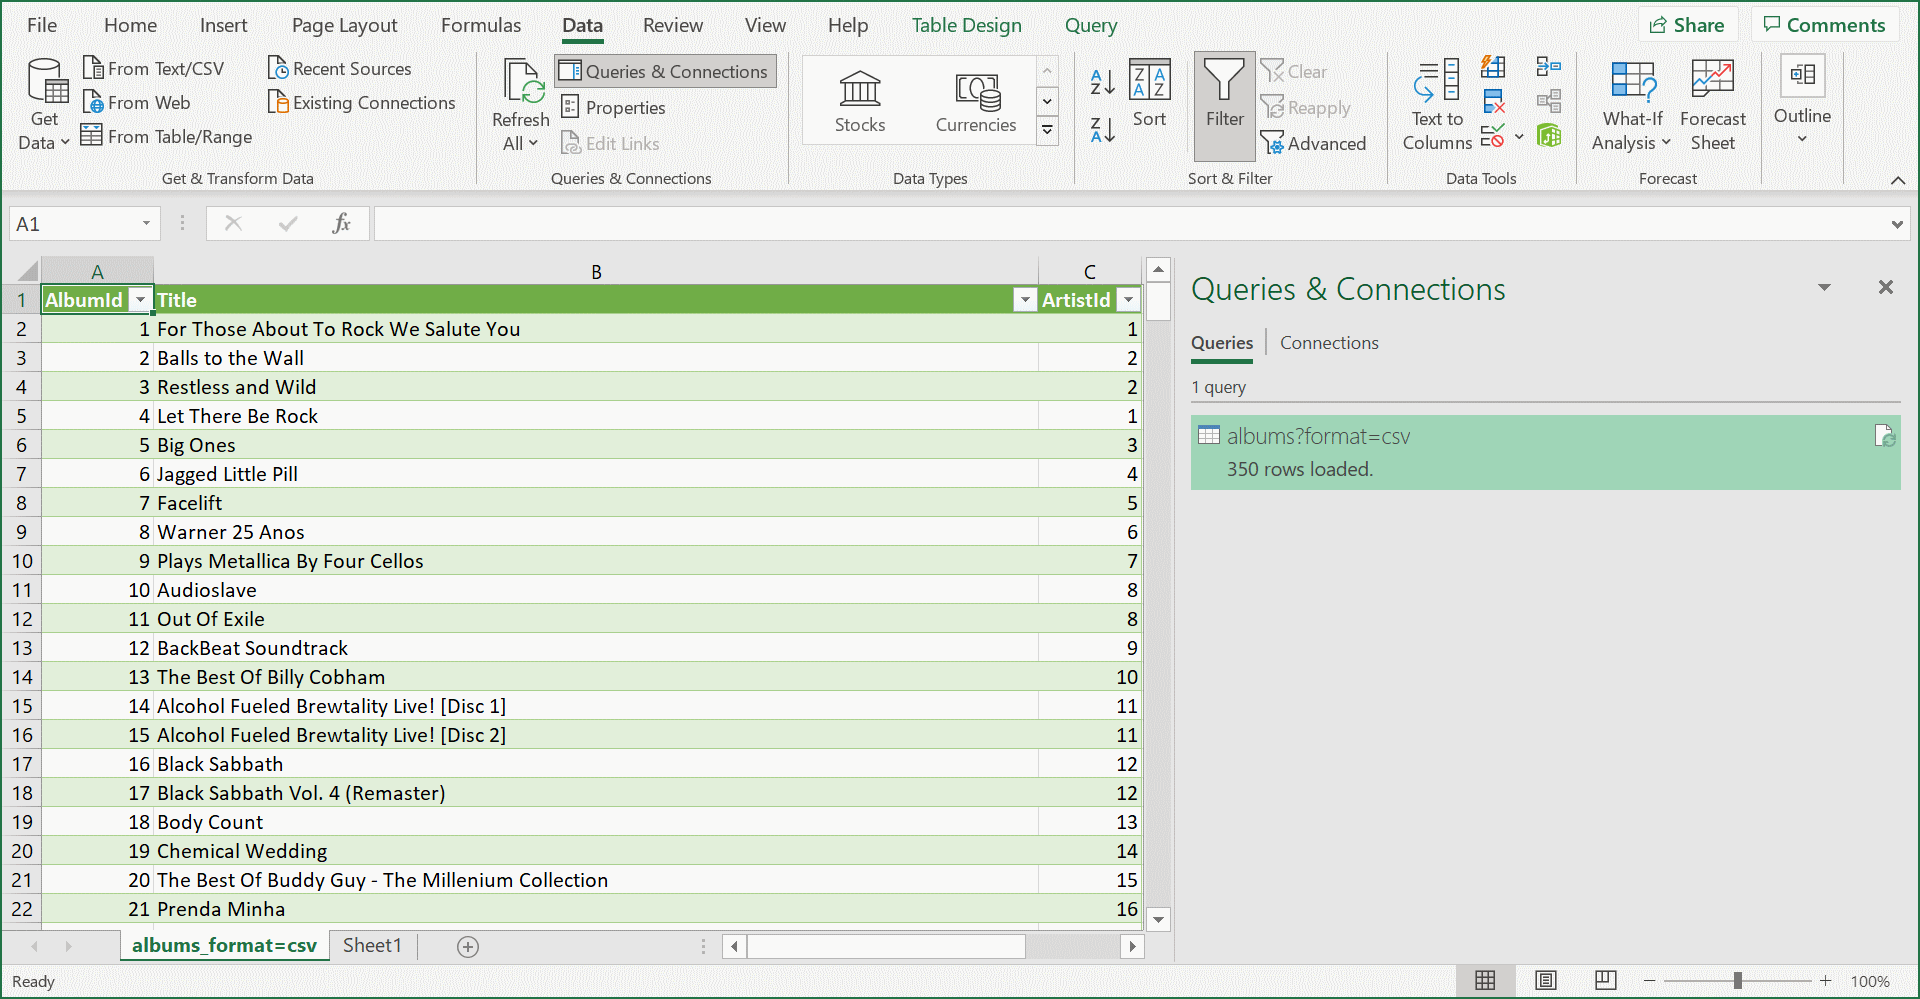 File Home Insert Page Layout Formulas Data Review View Help Table Design Query Share Comments
Get Data
From Text/CSV
From Web
From Table/Range
Recent Sources
Existing Connections
Get & Transform Data
Refresh All
Queries & Connections
Properties
Edit Links
Queries & Connections
Stocks
Currencies
Data Types
Sort
Filter
Clear
Reapply
Advanced
Sort & Filter
Text to
Columns
Data Tools
What-If
Analysis
Forecast
Sheet
Forecast
Outline
A1 fx
A B C
1 AlbumId Title ArtistId
2 1 For Those About To Rock We Salute You 1
3 2 Balls to the Wall 2
4 3 Restless and Wild 2
5 4 Let There Be Rock 1
6 5 Big Ones 3
7 6 Jagged Little Pill 4
8 7 Facelift 5
9 8 Warner 25 Anos 6
10 9 Plays Metallica By Four Cellos 7
11 10 Audioslave 8
12 11 Out Of Exile 8
13 12 BackBeat Soundtrack 9
14 13 The Best Of Billy Cobham 10
15 14 Alcohol Fueled Brewtality Live! [Disc 1] 11
16 15 Alcohol Fueled Brewtality Live! [Disc 2] 11
17 16 Black Sabbath 12
18 17 Black Sabbath Vol. 4 (Remaster) 12
19 18 Body Count 13
20 19 Chemical Wedding 14
21 20 The Best Of Buddy Guy - The Millenium Collection 15
22 21 Prenda Minha 16
Queries & Connections
Queries Connections
1 query
albums?format=csv
350 rows loaded.
albums_format=csv Sheet1
Ready 100%